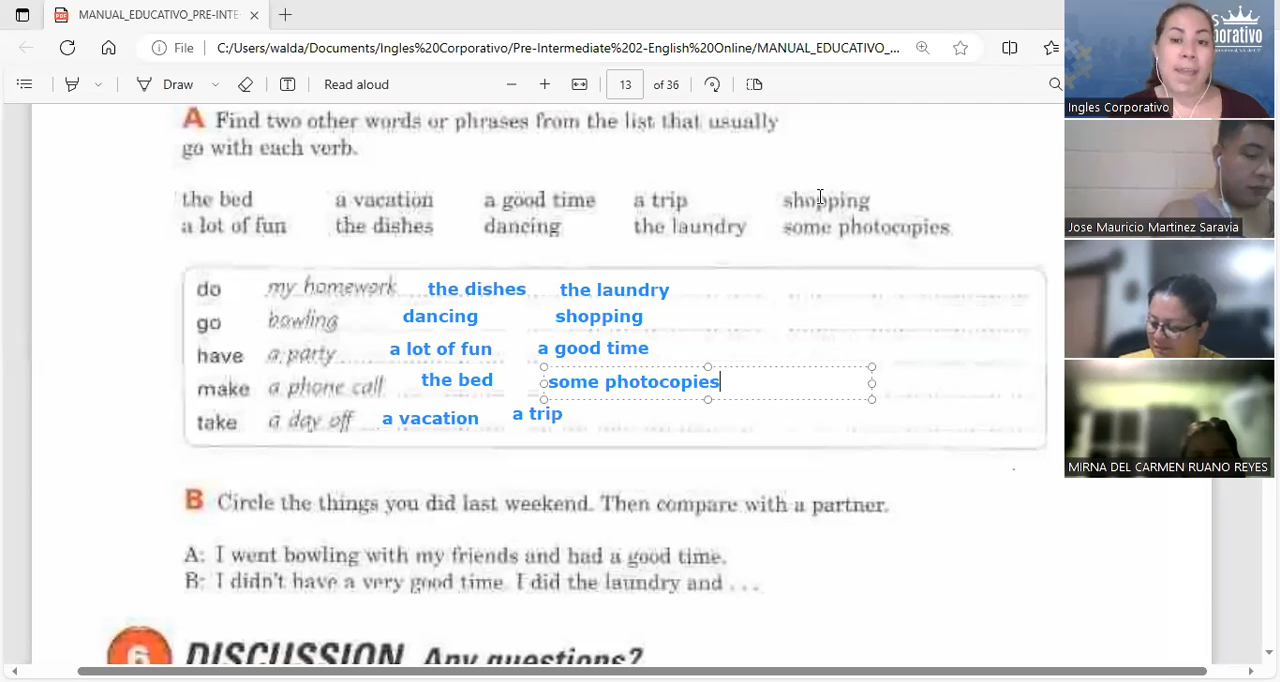 MANUAL_EDUCATIVO_PRE-INTE
File
C:/Users/walda/Documents/Ingles%20Corporativo/Pre-Intermediate%202-English%20Online/MANUAL_EDUCATIVO_...
Draw
Read aloud
13
of 36
A Find two other words or phrases from the list that usually
go with each verb.
the bed a vacation a good time a trip shopping
a lot of fun the dishes dancing the laundry some photocopies
do my homework the dishes the laundry
go bowling dancing shopping
have a party a lot of fun a good time
make a phone call the bed some photocopies
take a day off a vacation a trip
B Circle the things you did last weekend. Then compare with a partner.
A: I went bowling with my friends and had a good time.
B: I didn't have a very good time. I did the laundry and . . .
6 DISCUSSION Any questions?
Ingles Corporativo
Jose Mauricio Martinez Saravia
MIRNA DEL CARMEN RUANO REYES